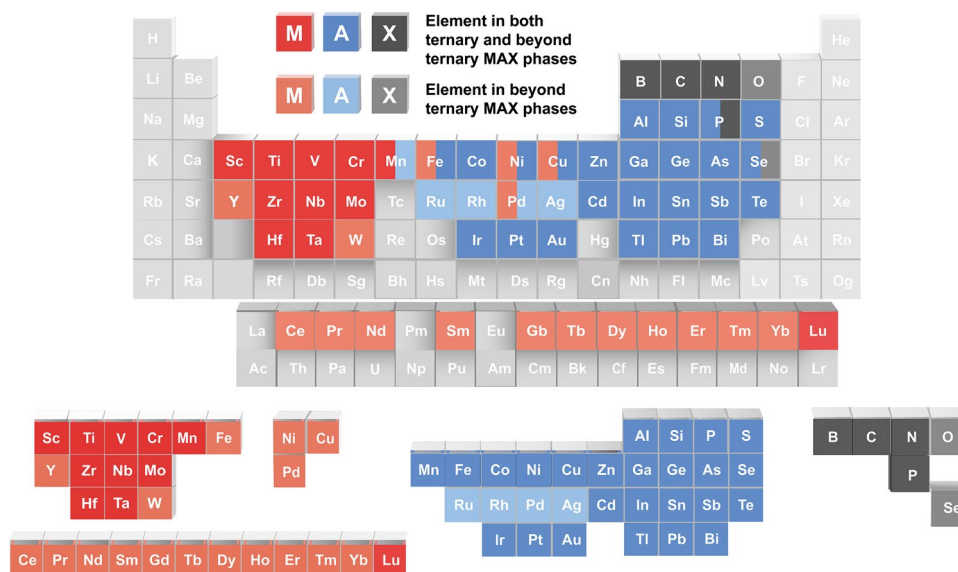 H
M A X Element in both
ternary and beyond
ternary MAX phases
He
Li Be B C N O F Ne
M A X Element in beyond
ternary MAX phases
Na Mg Al Si P S Cl Ar
K Ca Sc Ti V Cr Mn Fe Co Ni Cu Zn Ga Ge As Se Br Kr
Rb Sr Y Zr Nb Mo Tc Ru Rh Pd Ag Cd In Sn Sb Te I Xe
Cs Ba Hf Ta W Re Os Ir Pt Au Hg Tl Pb Bi Po At Rn
Fr Ra Rf Db Sg Bh Hs Mt Ds Rg Cn Nh Fl Mc Lv Ts Og
La Ce Pr Nd Pm Sm Eu Gb Tb Dy Ho Er Tm Yb Lu
Ac Th Pa U Np Pu Am Cm Bk Cf Es Fm Md No Lr
Sc Ti V Cr Mn Fe
Y Zr Nb Mo
Hf Ta W
Ni Cu
Pd
Ce Pr Nd Sm Gd Tb Dy Ho Er Tm Yb Lu
Al Si P S
Mn Fe Co Ni Cu Zn Ga Ge As Se
Ru Rh Pd Ag Cd In Sn Sb Te
Ir Pt Au Tl Pb Bi
B C N O
P
Se